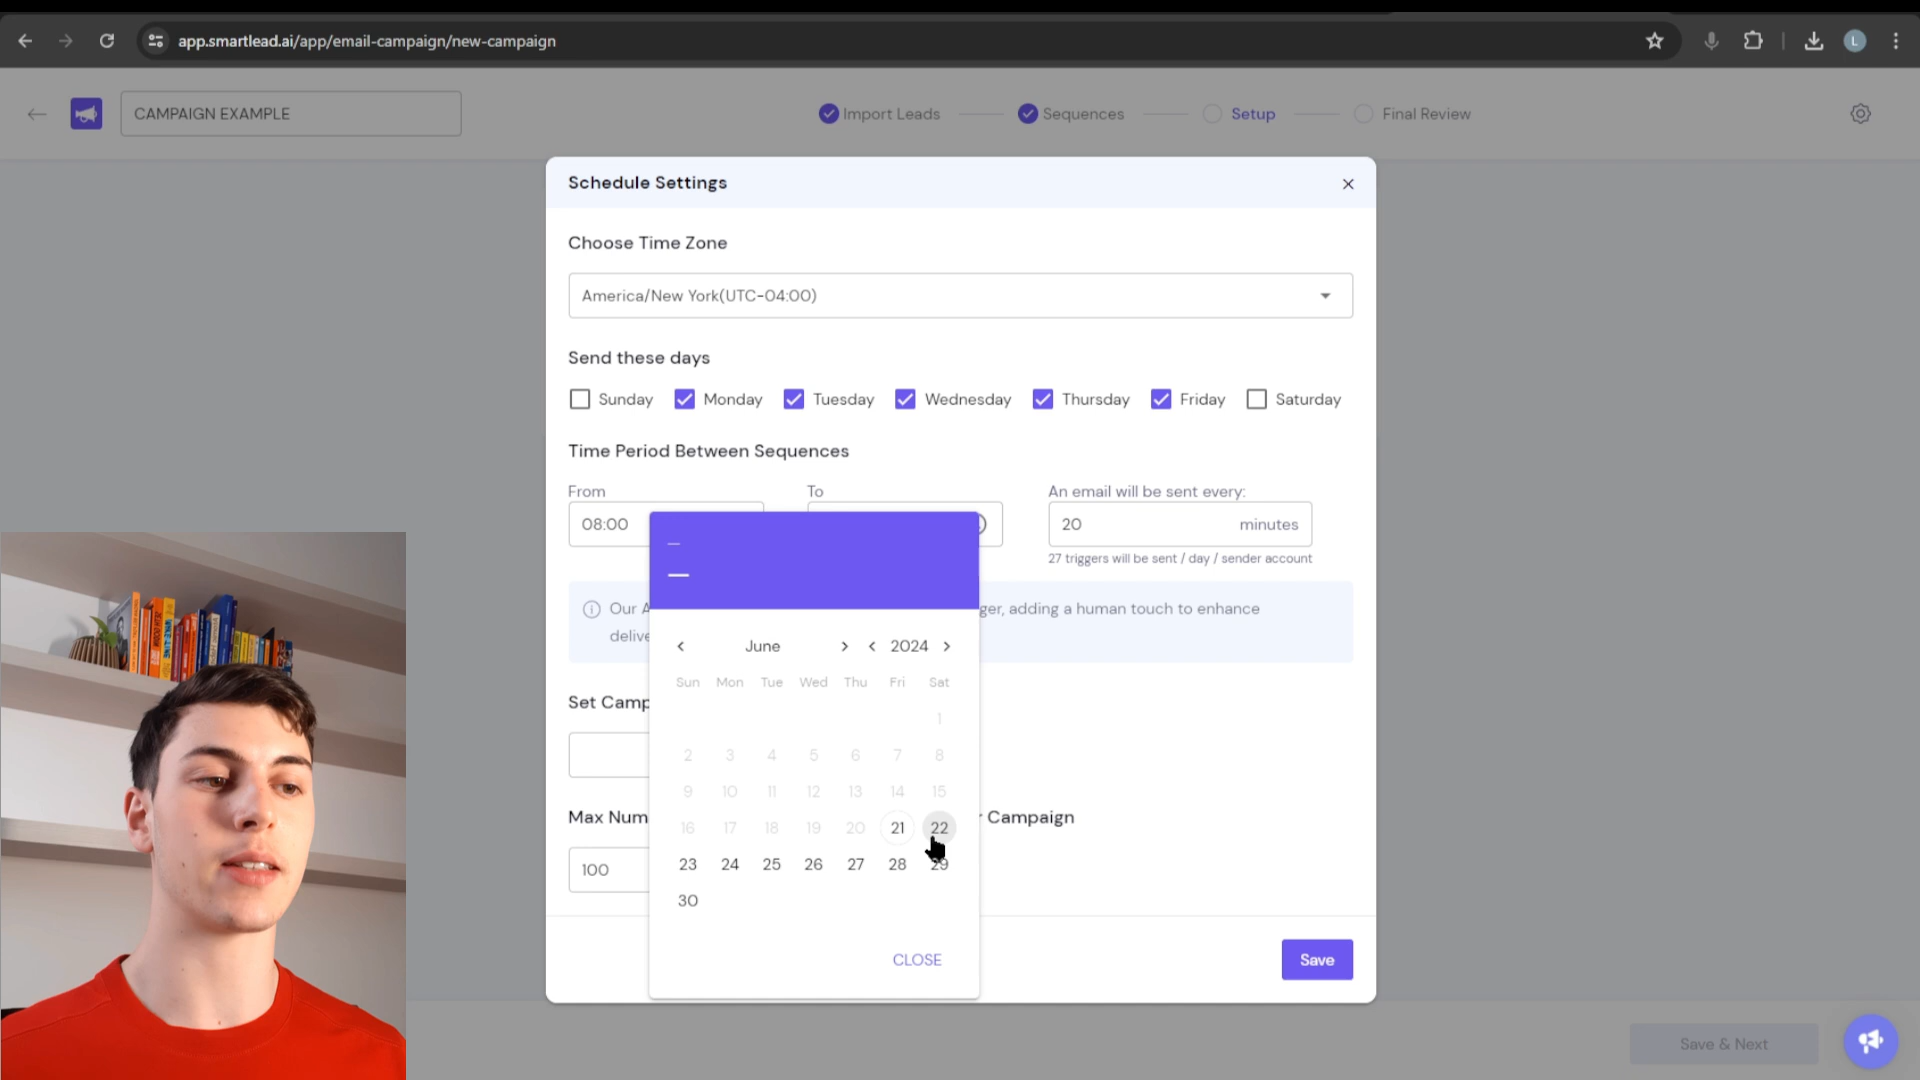 app.smartlead.ai/app/email-campaign/new-campaign
L
CAMPAIGN EXAMPLE
Import Leads
Sequences
Setup
Final Review
Schedule Settings
Choose Time Zone
America/New York(UTC-04:00)
Send these days
Sunday Monday Tuesday Wednesday Thursday Friday Saturday
Time Period Between Sequences
From To An email will be sent every:
08:00 20 minutes
27 triggers will be sent / day / sender account
Our A ger, adding a human touch to enhance
delive
June 2024
Sun Mon Tue Wed Thu Fri Sat
1
2 3 4 5 6 7 8
9 10 11 12 13 14 15
16 17 18 19 20 21 22
23 24 25 26 27 28 29
30
CLOSE
Set Camp
Max Num r Campaign
100
Save
Save & Next